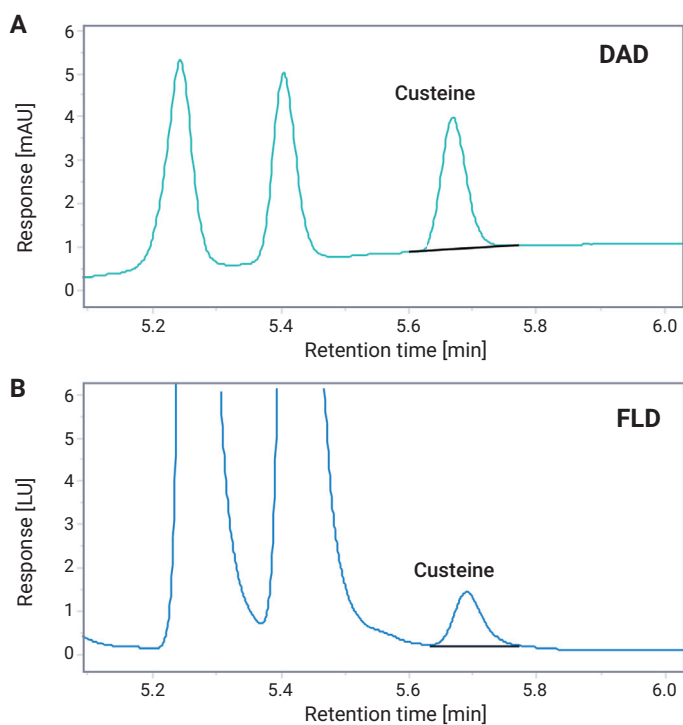 A
DAD
Custeine
Response [mAU]
6
5
4
3
2
1
0
5.2 5.4 5.6 5.8 6.0
Retention time [min]
B
FLD
Custeine
Response [LU]
6
5
4
3
2
1
0
5.2 5.4 5.6 5.8 6.0
Retention time [min]